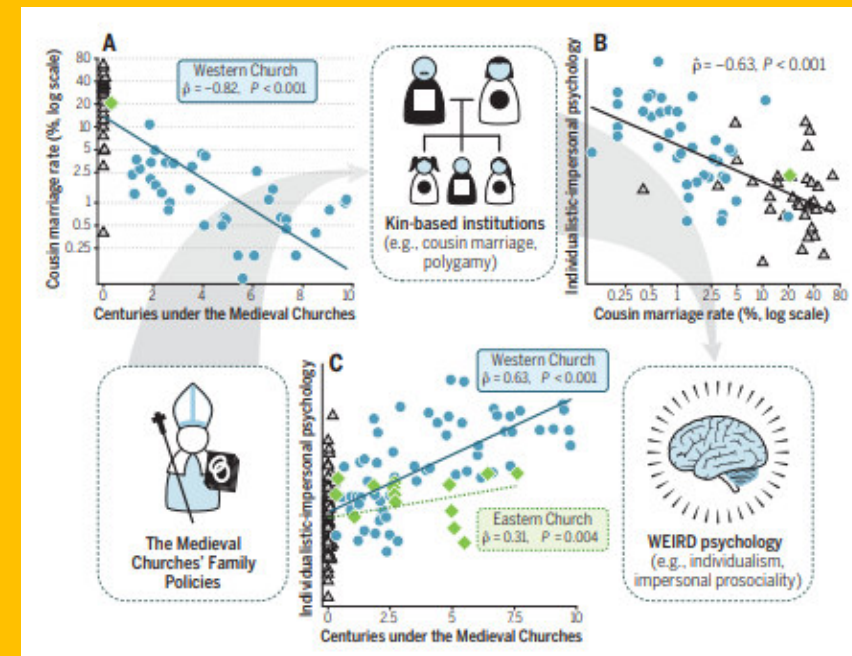 A
Cousin marriage rate (%, log scale)
80
40
20
10
5
2.5
1
0.5
0.25
Western Church
ρ̂ = −0.82, P < 0.001
0 2 4 6 8 10
Centuries under the Medieval Churches
Kin-based institutions
(e.g., cousin marriage,
polygamy)
B
Individualistic-impersonal psychology
ρ̂ = −0.63, P < 0.001
0.25 0.5 1 2.5 5 10 20 40 80
Cousin marriage rate (%, log scale)
The Medieval
Churches' Family
Policies
C
Individualistic-impersonal psychology
Western Church
ρ̂ = 0.63, P < 0.001
Eastern Church
ρ̂ = 0.31, P = 0.004
0 2.5 5 7.5 10
Centuries under the Medieval Churches
WEIRD psychology
(e.g., individualism,
impersonal prosociality)